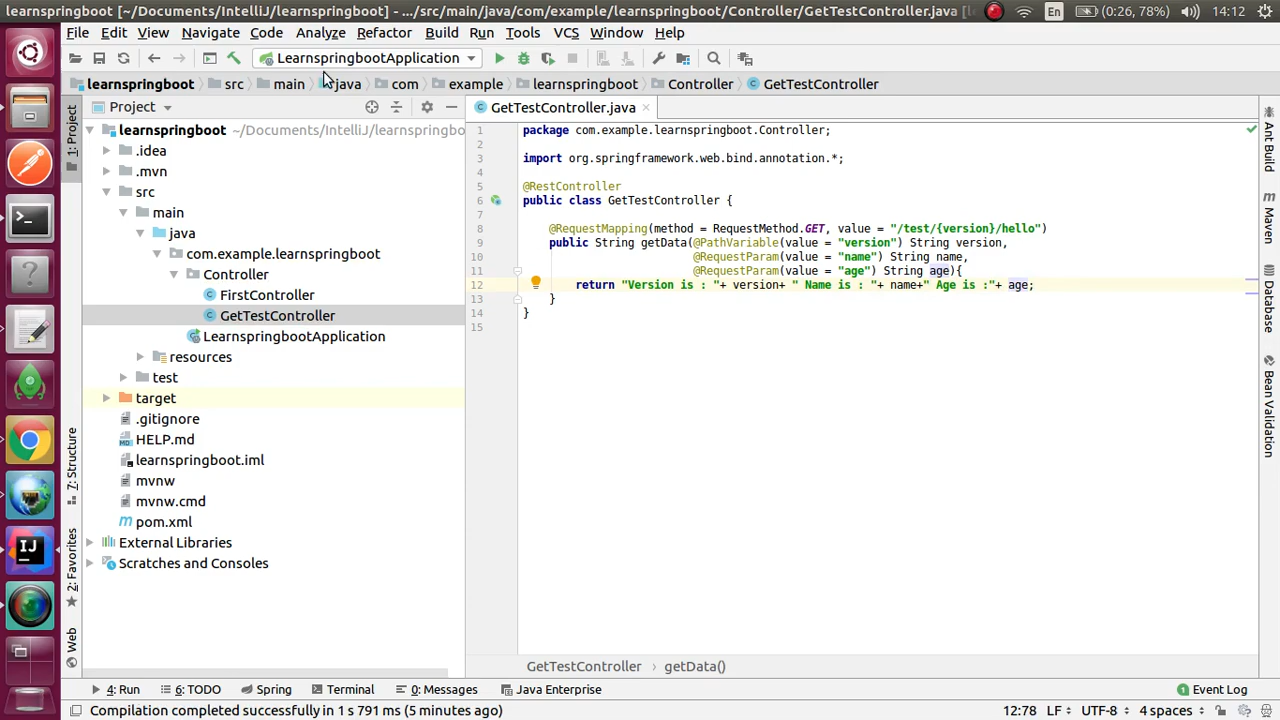 learnspringboot [~/Documents/IntelliJ/learnspringboot] - .../src/main/java/com/example/learnspringboot/Controller/GetTestController.java
En
(0:26, 78%)
14:12
File Edit View Navigate Code Analyze Refactor Build Run Tools VCS Window Help
LearnspringbootApplication
learnspringboot src main java com example learnspringboot Controller GetTestController
Project
GetTestController.java
1: Project
7: Structure
2: Favorites
Web
learnspringboot ~/Documents/IntelliJ/learnspringbo
.idea
.mvn
src
main
java
com.example.learnspringboot
Controller
FirstController
GetTestController
LearnspringbootApplication
resources
test
target
.gitignore
HELP.md
learnspringboot.iml
mvnw
mvnw.cmd
pom.xml
External Libraries
Scratches and Consoles
1 package com.example.learnspringboot.Controller;
2
3 import org.springframework.web.bind.annotation.*;
4
5 @RestController
6 public class GetTestController {
7
8 @RequestMapping(method = RequestMethod.GET, value = "/test/{version}/hello")
9 public String getData(@PathVariable(value = "version") String version,
10 @RequestParam(value = "name") String name,
11 @RequestParam(value = "age") String age){
12 return "Version is : "+ version+ " Name is : "+ name+" Age is :"+ age;
13 }
14 }
15
Ant Build
Maven
Database
Bean Validation
GetTestController getData()
4: Run 6: TODO Spring Terminal 0: Messages Java Enterprise 1 Event Log
Compilation completed successfully in 1 s 791 ms (5 minutes ago) 12:78 LF UTF-8 4 spaces